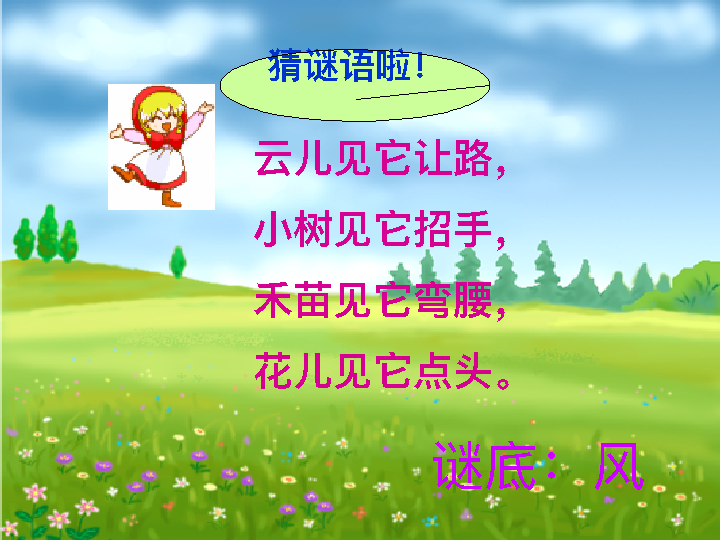 猜谜语啦！
云儿见它让路，
小树见它招手，
禾苗见它弯腰，
花儿见它点头。
谜底：风